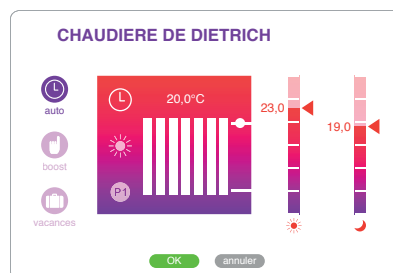 CHAUDIERE DE DIETRICH
auto
boost
vacances
20,0°C
P1
23,0
19,0
OK
annuler